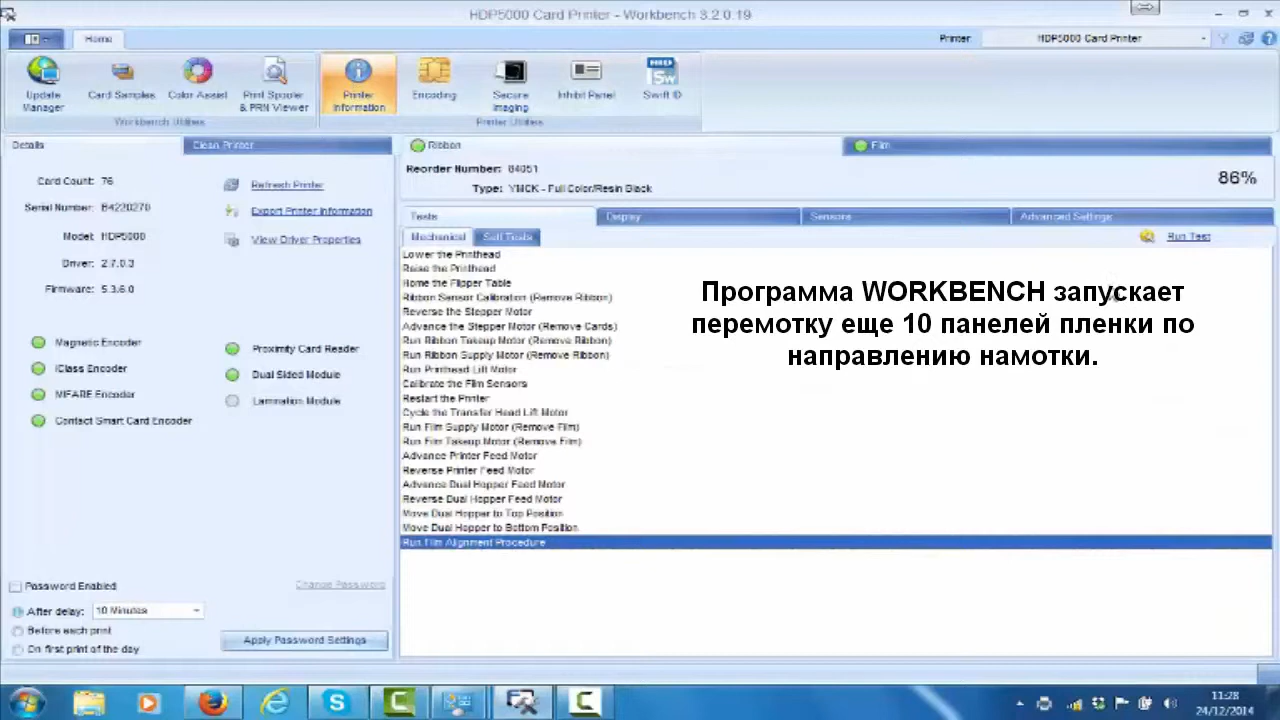 HDP5000 Card Printer - Workbench 3.2.0.19
Home
Printer: HDP5000 Card Printer
Update Manager
Card Samples
Color Assist
Print Spooler & PRN Viewer
Printer Information
Encoding
Secure Imaging
Inhibit Panel
Swift ID
Workbench Utilities
Printer Utilities
Details
Clean Printer
Card Count: 76
Serial Number: B4220270
Model: HDP5000
Driver: 2.7.0.3
Firmware: 5.3.6.0
Refresh Printer
Export Printer Information
View Driver Properties
Magnetic Encoder
iClass Encoder
MIFARE Encoder
Contact Smart Card Encoder
Proximity Card Reader
Dual Sided Module
Lamination Module
Password Enabled
Change Password
After delay: 10 Minutes
Before each print
On first print of the day
Apply Password Settings
Ribbon
Film
Reorder Number: 84051
Type: YMCK - Full Color/Resin Black
86%
Tests
Display
Sensors
Advanced Settings
Mechanical
Self Tests
Run Test
Lower the Printhead
Raise the Printhead
Home the Flipper Table
Ribbon Sensor Calibration (Remove Ribbon)
Reverse the Stepper Motor
Advance the Stepper Motor (Remove Cards)
Run Ribbon Takeup Motor (Remove Ribbon)
Run Ribbon Supply Motor (Remove Ribbon)
Run Printhead Lift Motor
Calibrate the Film Sensors
Restart the Printer
Cycle the Transfer Head Lift Motor
Run Film Supply Motor (Remove Film)
Run Film Takeup Motor (Remove Film)
Advance Printer Feed Motor
Reverse Printer Feed Motor
Advance Dual Hopper Feed Motor
Reverse Dual Hopper Feed Motor
Move Dual Hopper to Top Position
Move Dual Hopper to Bottom Position
Run Film Alignment Procedure
Программа WORKBENCH запускает
перемотку еще 10 панелей пленки по
направлению намотки.
11:28
24/12/2014